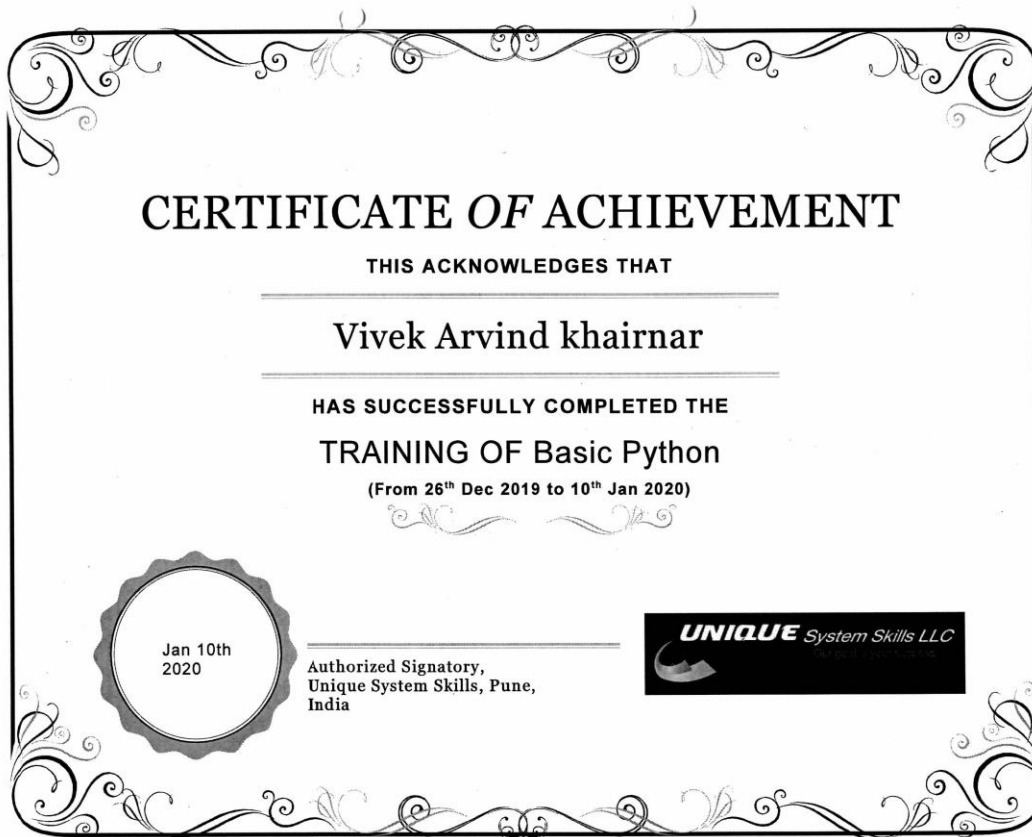 CERTIFICATE OF ACHIEVEMENT
THIS ACKNOWLEDGES THAT
Vivek Arvind khairnar
HAS SUCCESSFULLY COMPLETED THE
TRAINING OF Basic Python
(From 26th Dec 2019 to 10th Jan 2020)
Jan 10th
2020
Authorized Signatory,
Unique System Skills, Pune,
India
UNIQUE System Skills LLC